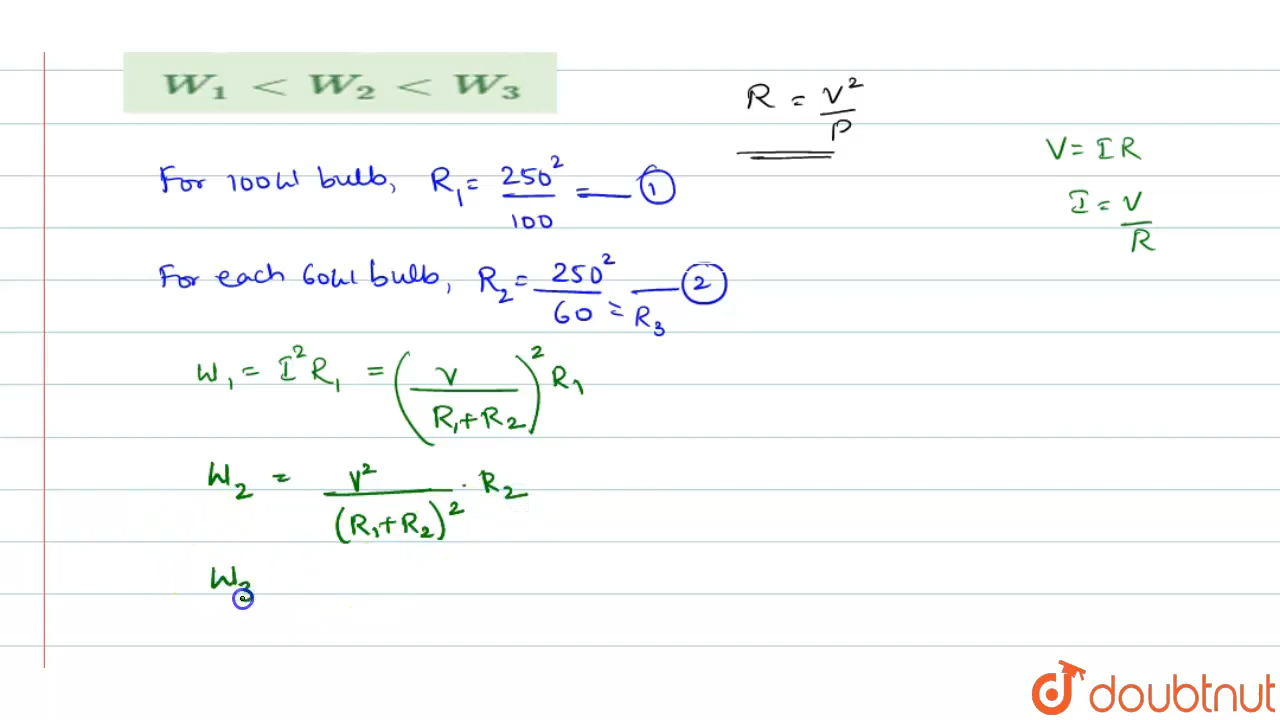 W₁ < W₂ < W₃
R = V²/P
V = IR
I = V/R
For 100W bulb, R₁ = 250²/100 = — ①
For each 60W bulb, R₂ = 250²/60 = R₃ — ②
W₁ = I²R₁ = (V/(R₁+R₂))² R₁
W₂ = V²/(R₁+R₂)² · R₂
W₃
doubtnut